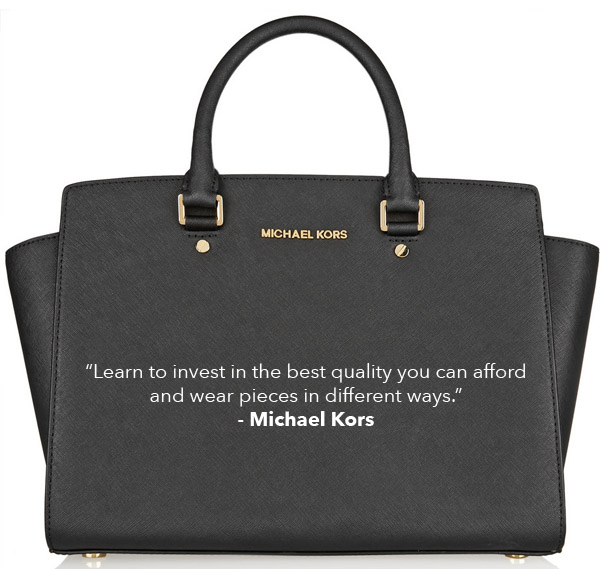 MICHAEL KORS
“Learn to invest in the best quality you can afford
and wear pieces in different ways.”
- Michael Kors